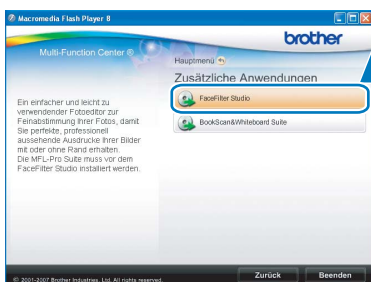 Macromedia Flash Player 8
brother
Multi-Function Center ®
Hauptmenü
Zusätzliche Anwendungen
FaceFilter Studio
BookScan&Whiteboard Suite
Ein einfacher und leicht zu
verwendender Fotoeditor zur
Feinabstimmung Ihrer Fotos, damit
Sie perfekte, professionell
aussehende Ausdrucke Ihrer Bilder
mit oder ohne Rand erhalten.
Die MFL-Pro Suite muss vor dem
FaceFilter Studio installiert werden.
© 2001-2007 Brother Industries, Ltd. All rights reserved.
Zurück
Beenden